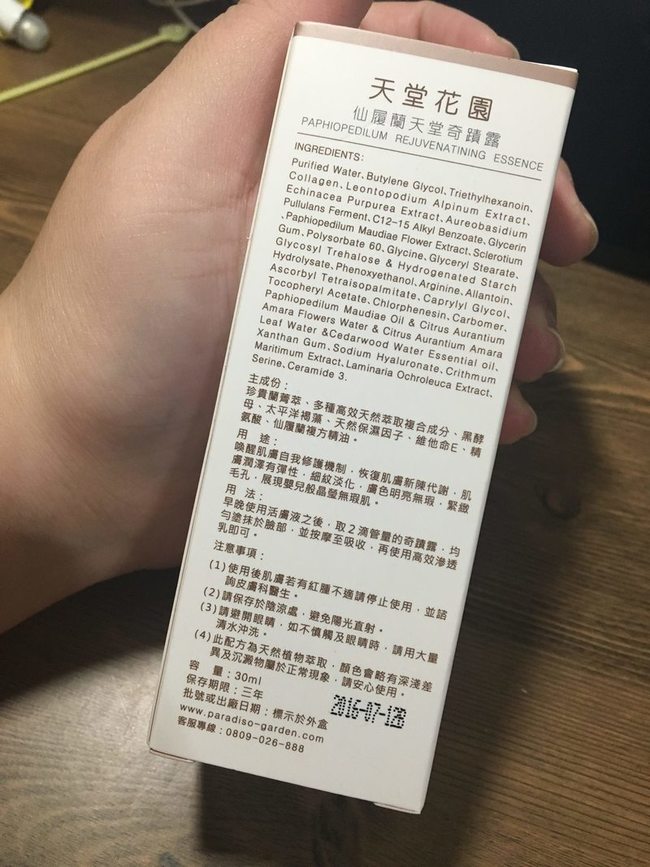 天堂花園
仙履蘭天堂奇蹟露
PAPHIOPEDILUM REJUVENATINING ESSENCE
INGREDIENTS:
Purified Water、Butylene Glycol、Triethylhexanoin、
Collagen、Leontopodium Alpinum Extract、
Echinacea Purpurea Extract、Aureobasidium
Pullulans Ferment、C12-15 Alkyl Benzoate、Glycerin
、Paphiopedilum Maudiae Flower Extract、Sclerotium
Gum、Polysorbate 60、Glycine、Glyceryl Stearate、
Glycosyl Trehalose & Hydrogenated Starch
Hydrolysate、Phenoxyethanol、Arginine、Allantoin、
Ascorbyl Tetraisopalmitate、Caprylyl Glycol、
Tocopheryl Acetate、Chlorphenesin、Carbomer、
Paphiopedilum Maudiae Oil & Citrus Aurantium
Amara Flowers Water & Citrus Aurantium Amara
Leaf Water &Cedarwood Water Essential oil、
Xanthan Gum、Sodium Hyaluronate、Crithmum
Maritimum Extract、Laminaria Ochroleuca Extract、
Serine、Ceramide 3.
主成份：
珍貴蘭菁萃、多種高效天然萃取複合成分、黑酵
母、太平洋褐藻、天然保濕因子、維他命E、精
氨酸、仙履蘭複方精油。
用 途：
喚醒肌膚自我修護機制，恢復肌膚新陳代謝，肌
膚潤澤有彈性，細紋淡化，膚色明亮無瑕，緊緻
毛孔，展現嬰兒般晶瑩無瑕肌。
用 法：
早晚使用活膚液之後，取2滴管量的奇蹟露，均
勻塗抹於臉部，並按摩至吸收，再使用高效滲透
乳即可。
注意事項：
(1)使用後肌膚若有紅腫不適請停止使用，並諮
詢皮膚科醫生。
(2)請保存於陰涼處，避免陽光直射。
(3)請避開眼睛，如不慎觸及眼睛時，請用大量
清水沖洗。
(4)此配方為天然植物萃取，顏色會略有深淺差
異及沉澱物屬於正常現象，請安心使用。
容 量：30ml
保存期限：三年
批號或出廠日期：標示於外盒
www.paradiso-garden.com
客服專線：0809-026-888